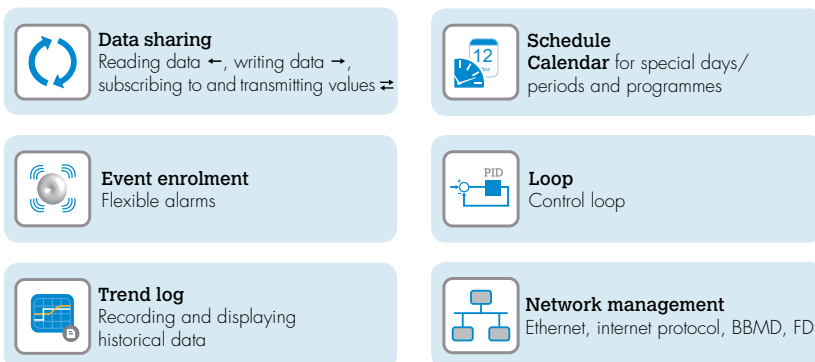 Data sharing
Reading data ←, writing data →,
subscribing to and transmitting values ⇄
12
Schedule
Calendar for special days/
periods and programmes
Event enrolment
Flexible alarms
PID
Loop
Control loop
Trend log
Recording and displaying
historical data
Network management
Ethernet, internet protocol, BBMD, FD